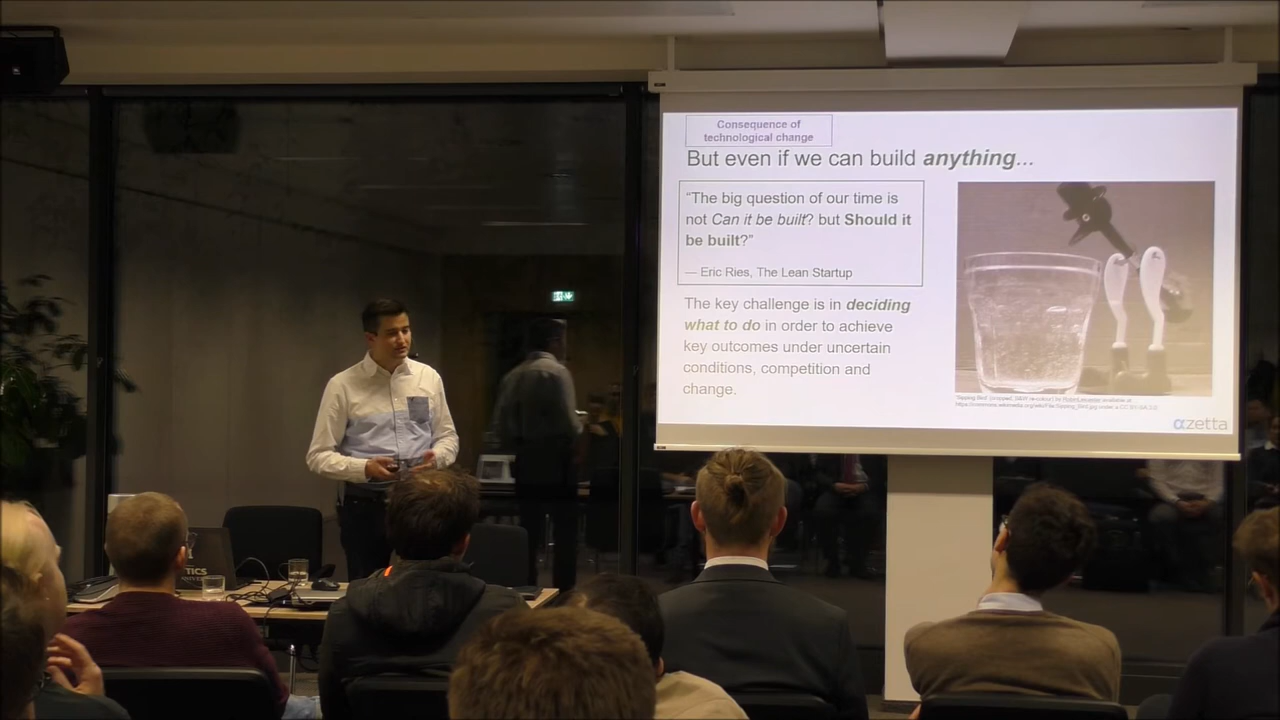 Consequence of
technological change
But even if we can build anything...
“The big question of our time is
not Can it be built? but Should it
be built?”
— Eric Ries, The Lean Startup
The key challenge is in deciding
what to do in order to achieve
key outcomes under uncertain
conditions, competition and
change.
αzetta
TICS